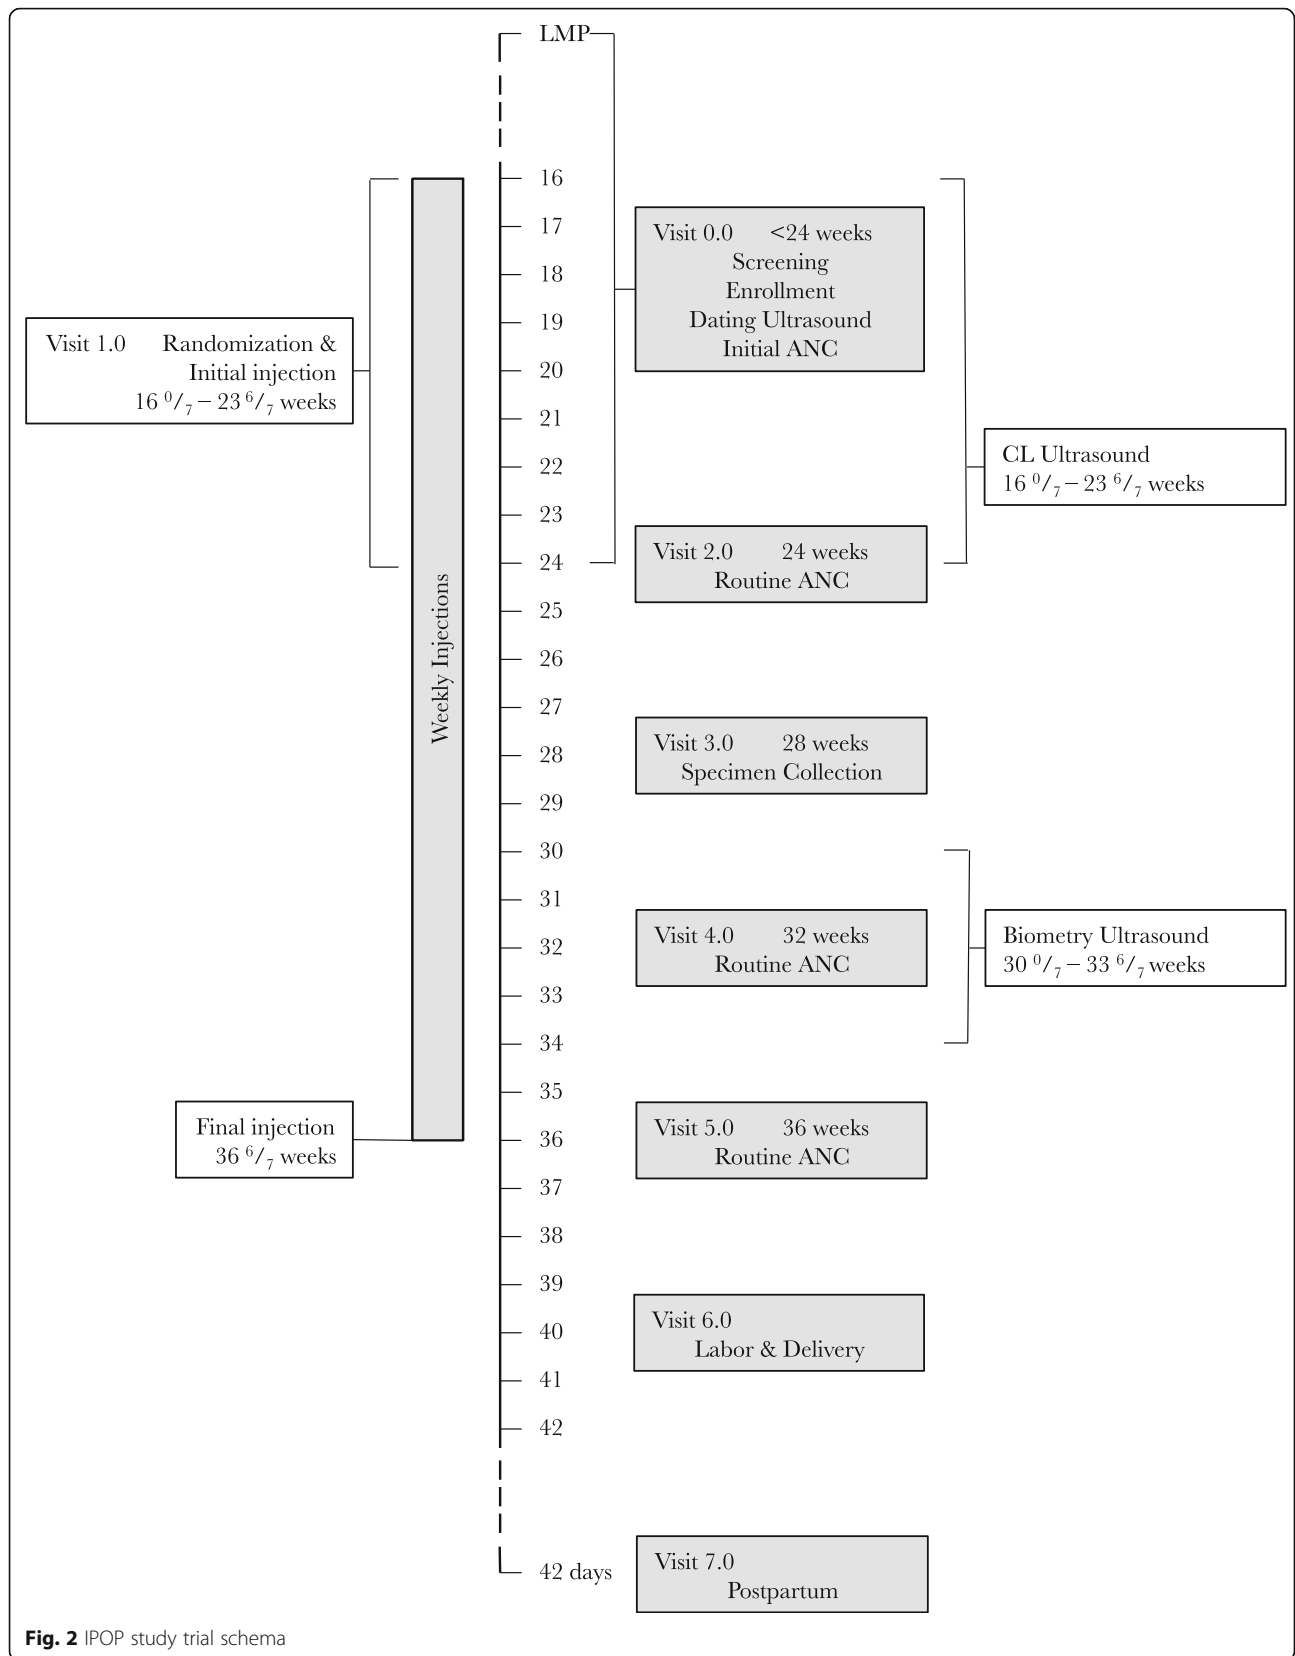 LMP
16
17
18
19
20
21
22
23
24
25
26
27
28
29
30
31
32
33
34
35
36
37
38
39
40
41
42
42 days
Weekly Injections
Visit 1.0 Randomization &
Initial injection
16 0/7 – 23 6/7 weeks
Final injection
36 6/7 weeks
Visit 0.0 <24 weeks
Screening
Enrollment
Dating Ultrasound
Initial ANC
Visit 2.0 24 weeks
Routine ANC
Visit 3.0 28 weeks
Specimen Collection
Visit 4.0 32 weeks
Routine ANC
Visit 5.0 36 weeks
Routine ANC
Visit 6.0
Labor & Delivery
Visit 7.0
Postpartum
CL Ultrasound
16 0/7 – 23 6/7 weeks
Biometry Ultrasound
30 0/7 – 33 6/7 weeks
Fig. 2 IPOP study trial schema